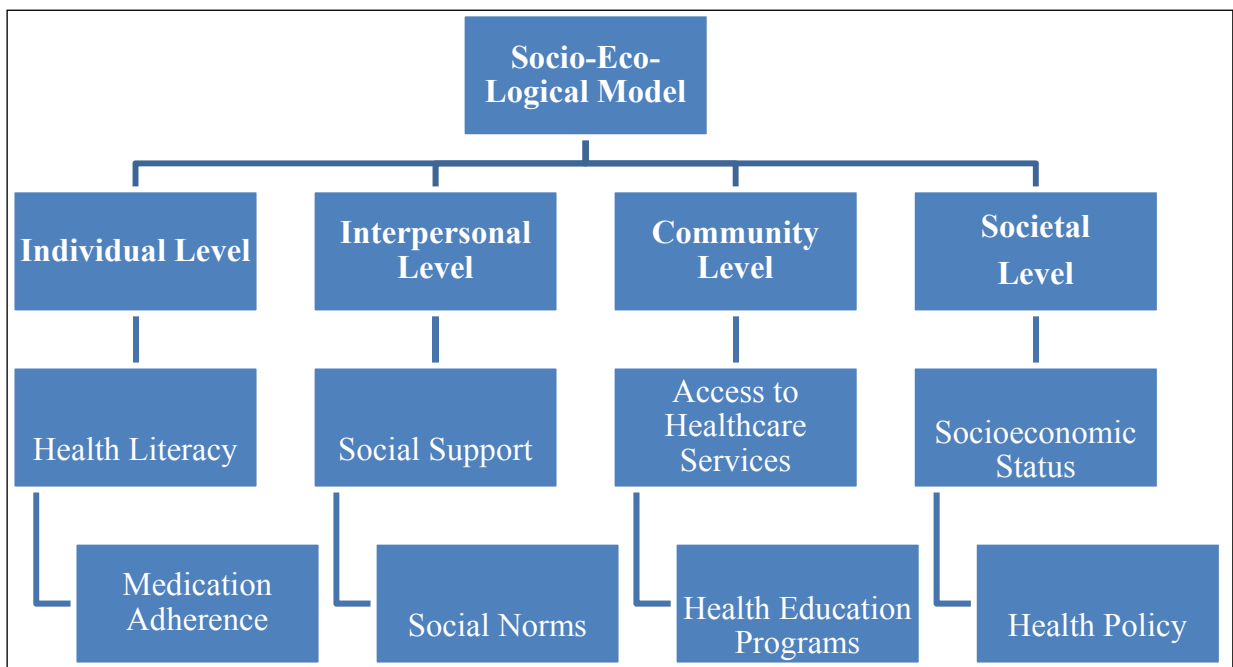 Socio-Eco-
Logical Model
Individual Level
Interpersonal
Level
Community
Level
Societal
Level
Health Literacy
Social Support
Access to
Healthcare
Services
Socioeconomic
Status
Medication
Adherence
Social Norms
Health Education
Programs
Health Policy